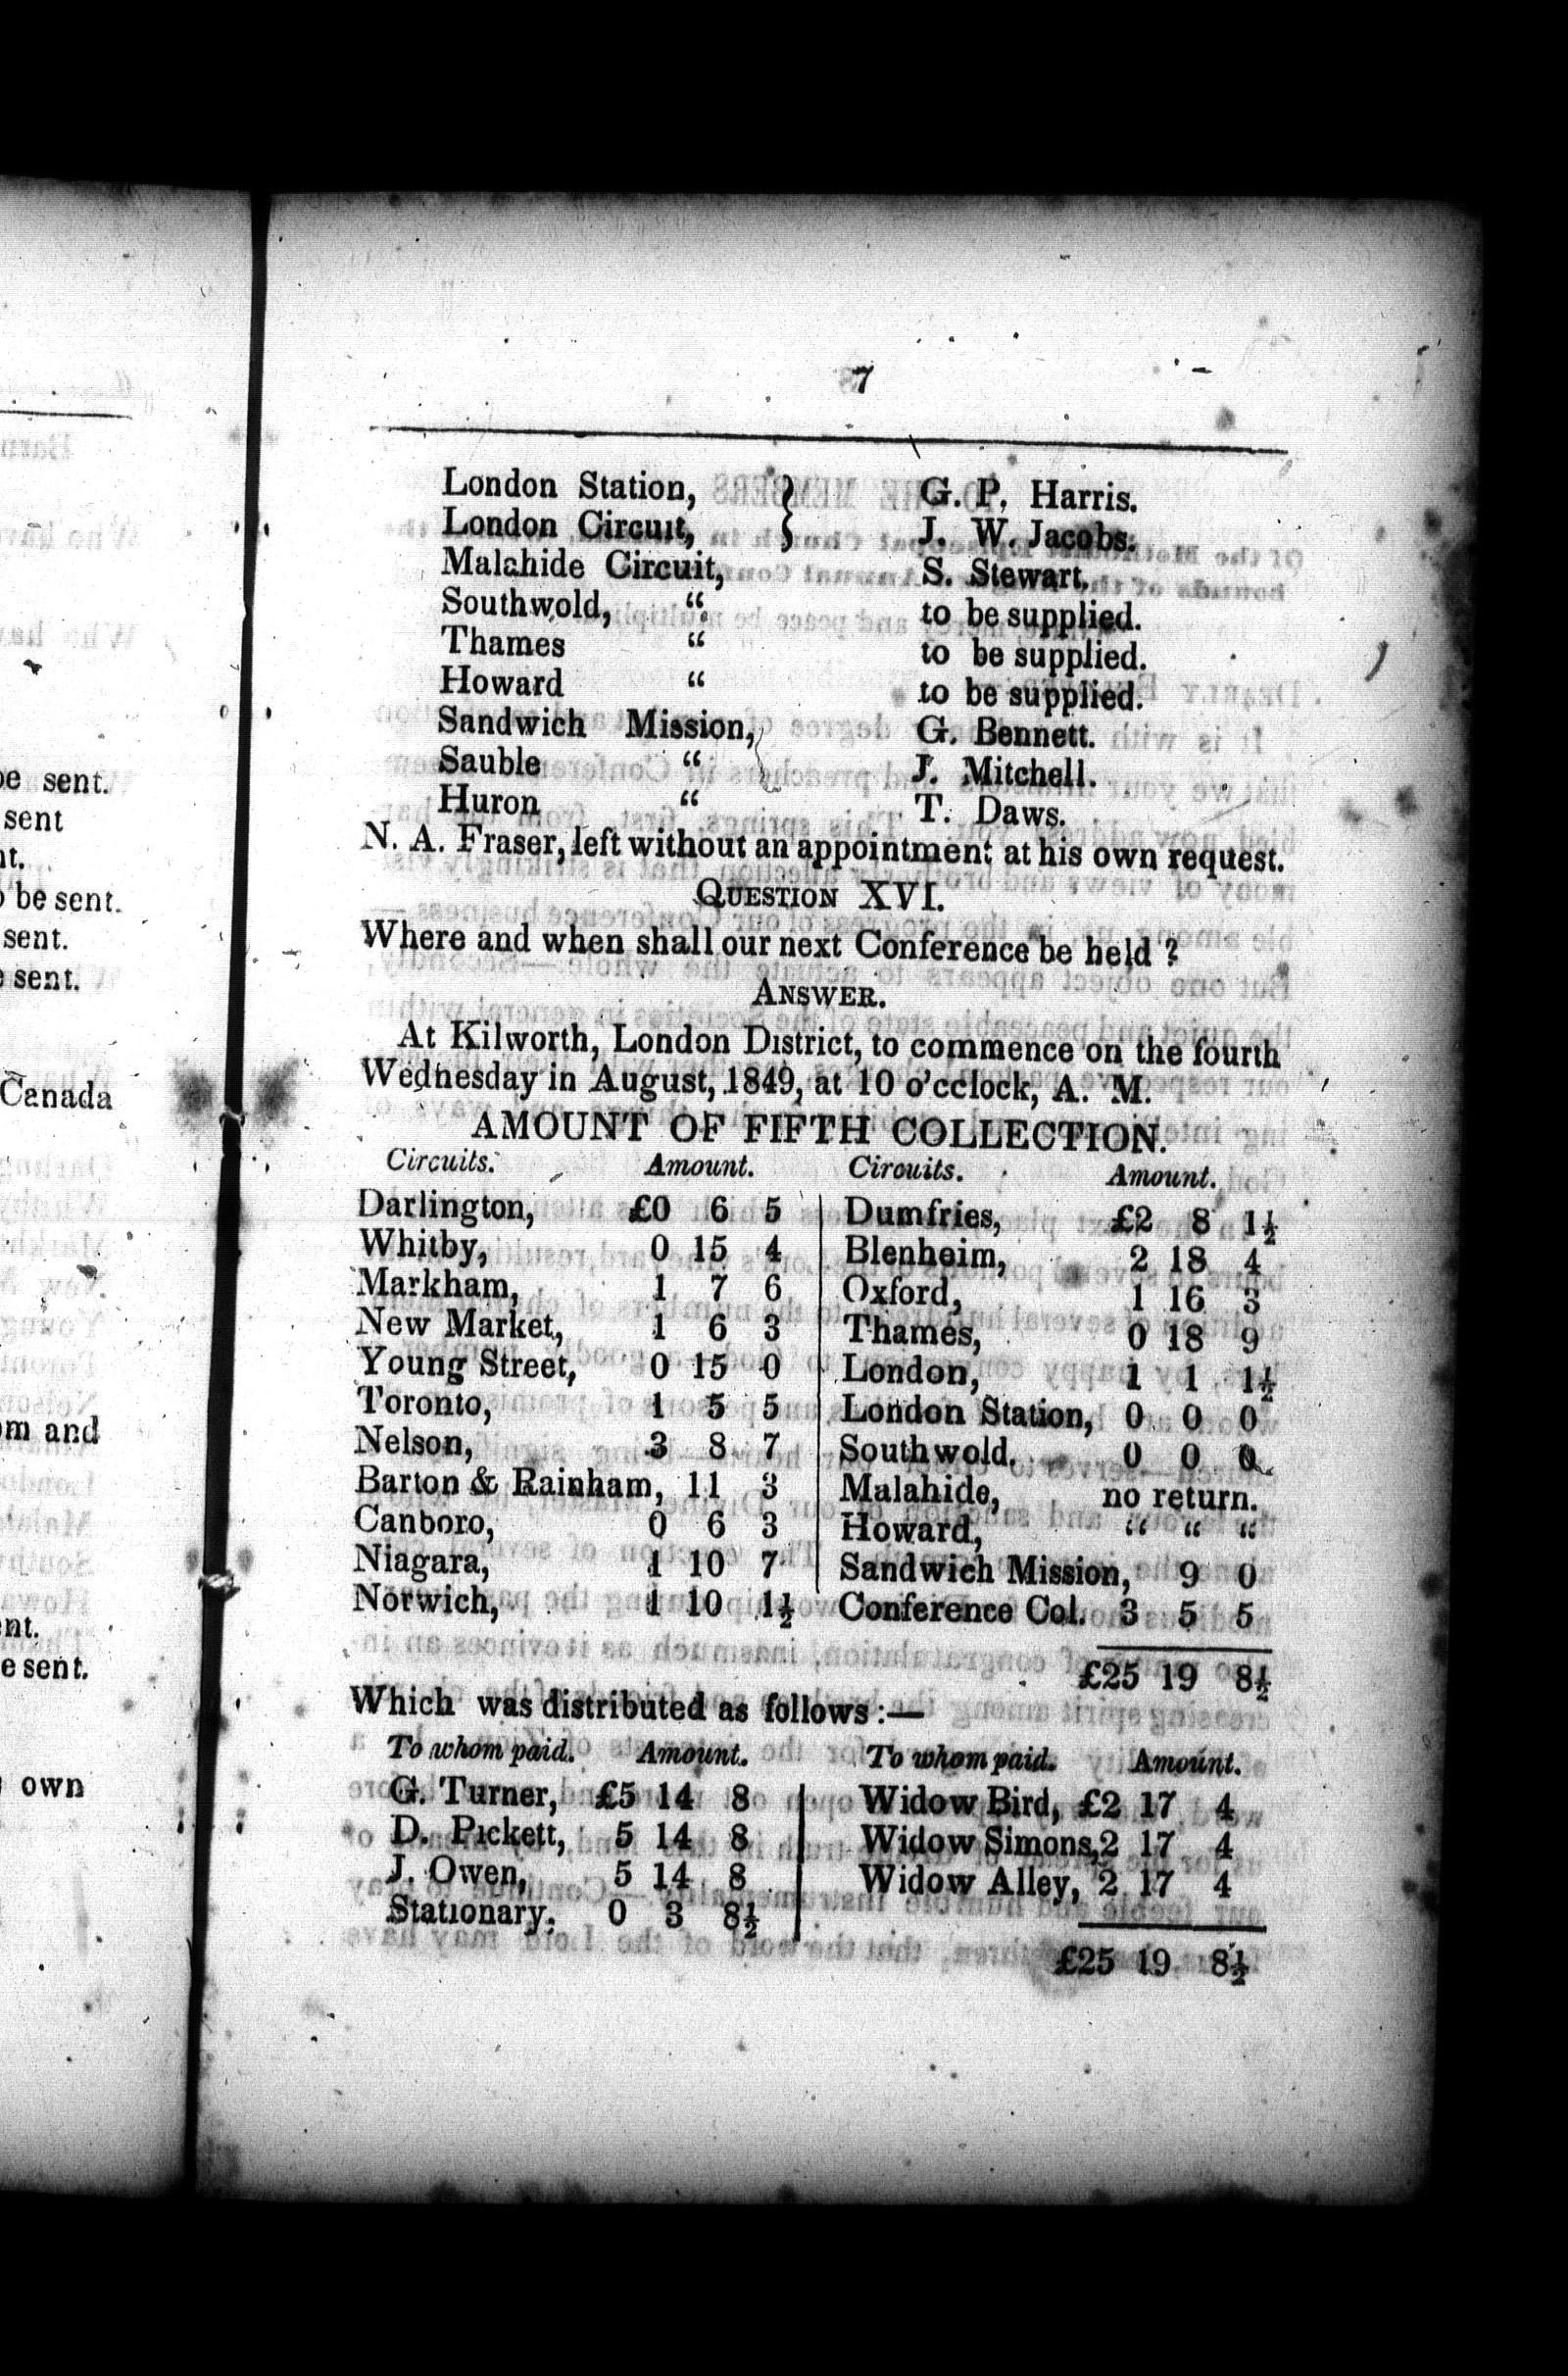 7
London Station, } G. P. Harris.
London Circuit, } J. W. Jacobs.
Malahide Circuit, S. Stewart.
Southwold, “ to be supplied.
Thames “ to be supplied.
Howard “ to be supplied.
Sandwich Mission, G. Bennett.
Sauble “ J. Mitchell.
Huron “ T. Daws.
N. A. Fraser, left without an appointment at his own request.
QUESTION XVI.
Where and when shall our next Conference be held ?
ANSWER.
At Kilworth, London District, to commence on the fourth
Wednesday in August, 1849, at 10 o'cclock, A. M.
AMOUNT OF FIFTH COLLECTION.
Circuits. Amount. Circuits. Amount.
Darlington, £0 6 5 Dumfries, £2 8 1½
Whitby, 0 15 4 Blenheim, 2 18 4
Markham, 1 7 6 Oxford, 1 16 3
New Market, 1 6 3 Thames, 0 18 9
Young Street, 0 15 0 London, 1 1 1½
Toronto, 1 5 5 London Station, 0 0 0
Nelson, 3 8 7 Southwold. 0 0 0
Barton & Rainham, 11 3 Malahide, no return.
Canboro, 0 6 3 Howard, “ “ “
Niagara, 1 10 7 Sandwich Mission, 9 0
Norwich, 1 10 1½ Conference Col. 3 5 5
£25 19 8½
Which was distributed as follows :—
To whom paid. Amount. To whom paid. Amount.
G. Turner, £5 14 8 Widow Bird, £2 17 4
D. Pickett, 5 14 8 Widow Simons, 2 17 4
J. Owen, 5 14 8 Widow Alley, 2 17 4
Stationary. 0 3 8½
£25 19 8½
be sent.
sent
be sent.
sent.
sent.
Canada
and
e sent.
own